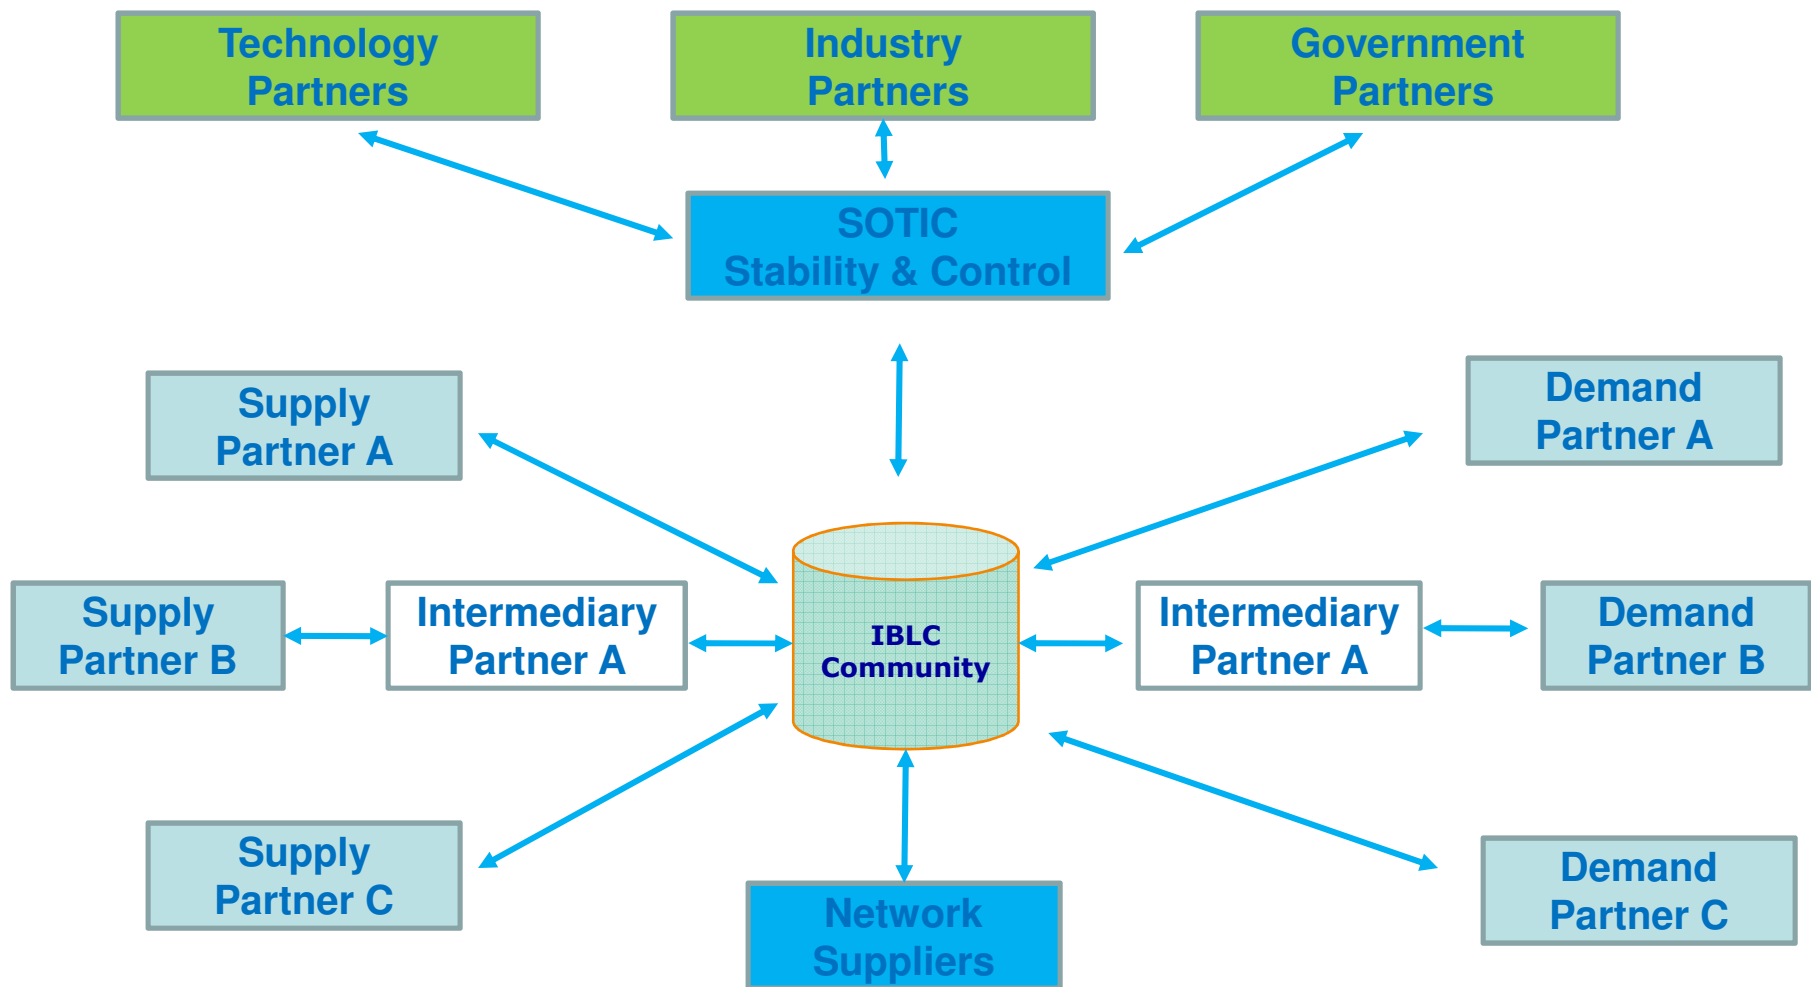 Technology
Partners
Industry
Partners
Government
Partners
SOTIC
Stability & Control
Supply
Partner A
Demand
Partner A
Supply
Partner B
Intermediary
Partner A
IBLC
Community
Intermediary
Partner A
Demand
Partner B
Supply
Partner C
Network
Suppliers
Demand
Partner C